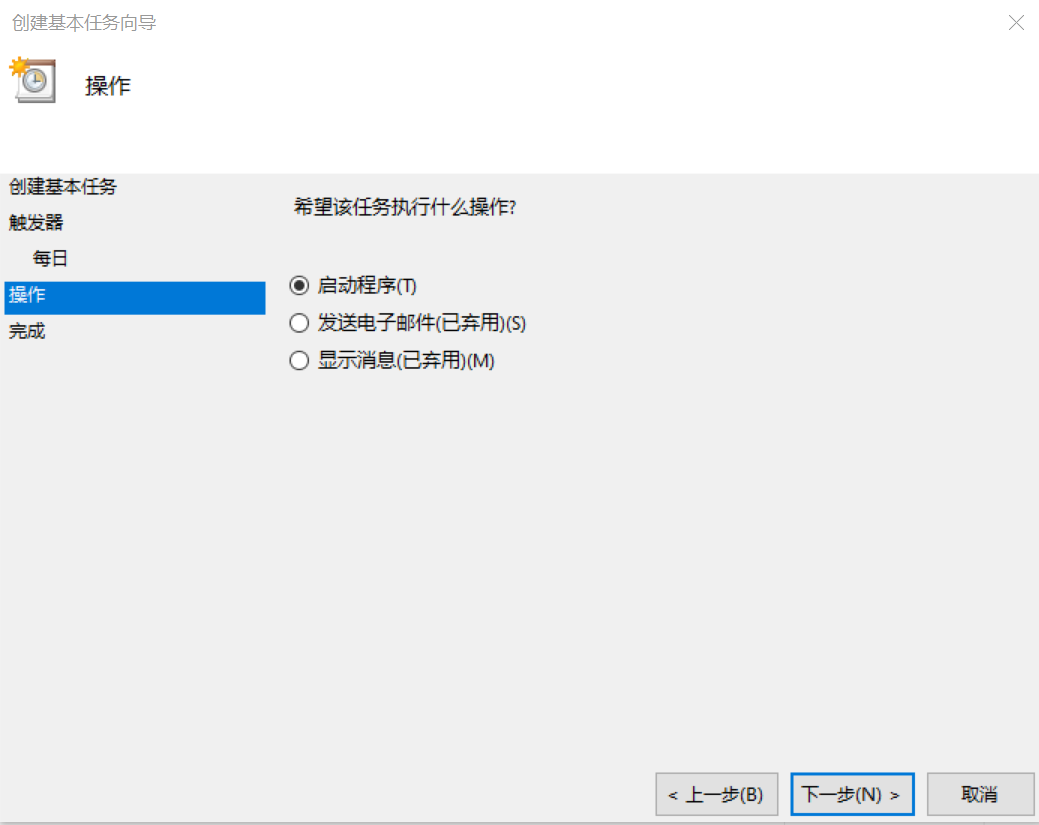 创建基本任务向导
操作
创建基本任务
触发器
每日
操作
完成
希望该任务执行什么操作?
启动程序(T)
发送电子邮件(已弃用)(S)
显示消息(已弃用)(M)
< 上一步(B)
下一步(N) >
取消